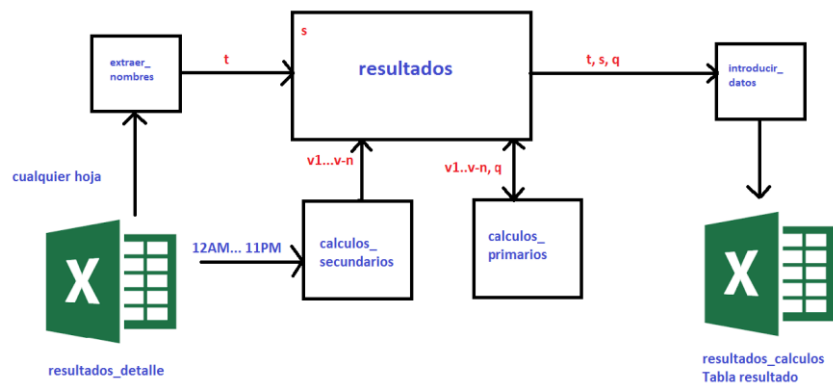 s
extraer_
nombres
t
resultados
t, s, q
introducir_
datos
v1...v-n
v1..v-n, q
cualquier hoja
12AM... 11PM
calculos_
secundarios
calculos_
primarios
X
X
resultados_detalle
resultados_calculos
Tabla resultado